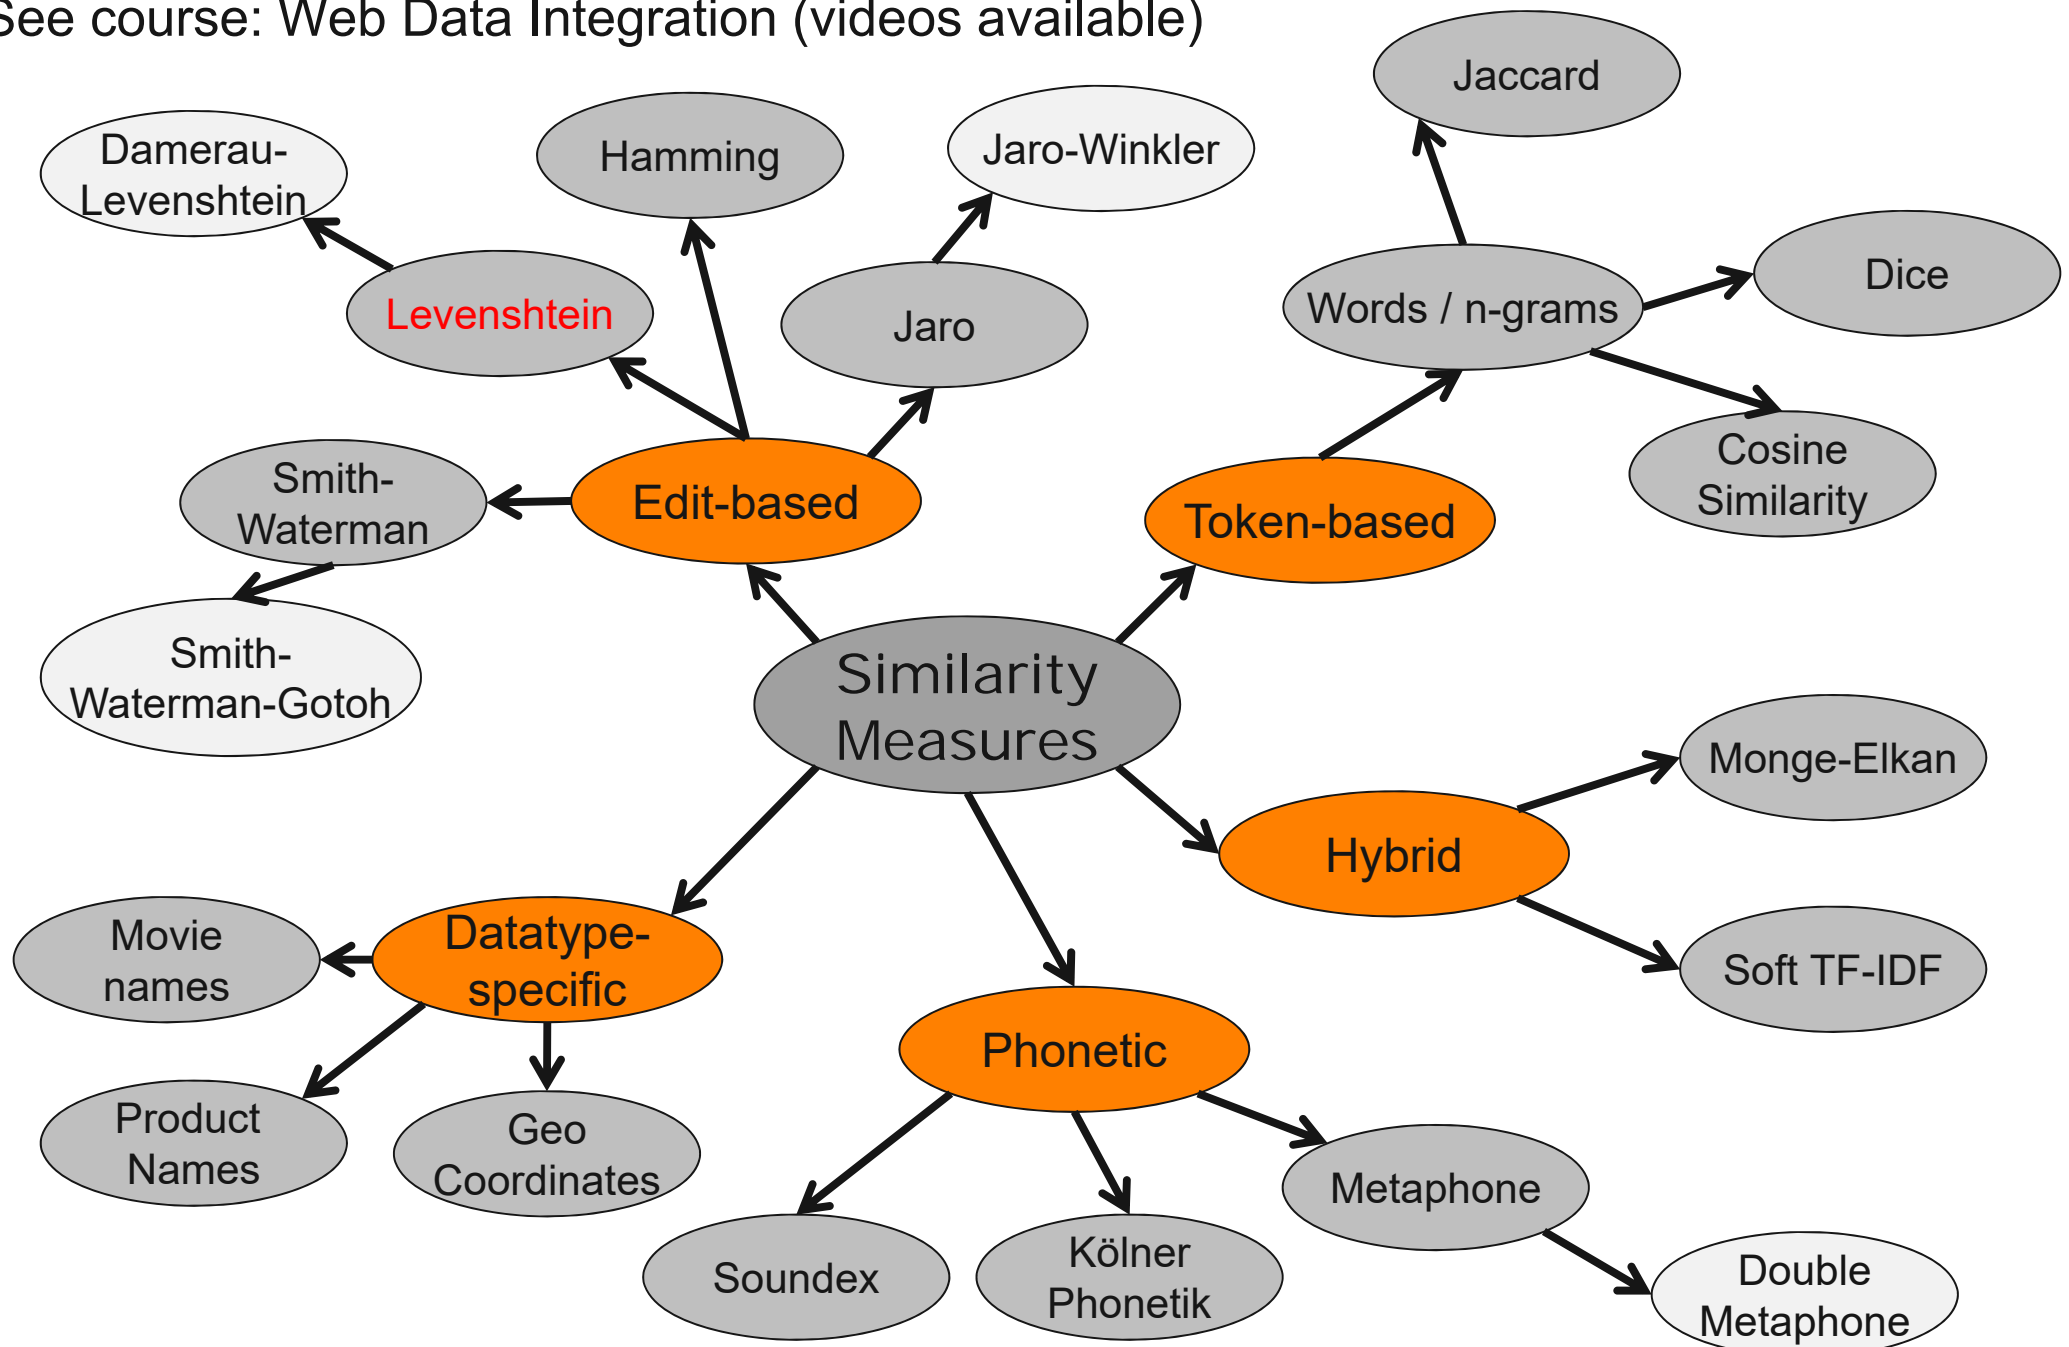 See course: Web Data Integration (videos available)
Jaccard
Damerau-
Levenshtein
Hamming
Jaro-Winkler
Levenshtein
Jaro
Words / n-grams
Dice
Cosine
Similarity
Smith-
Waterman
Edit-based
Token-based
Smith-
Waterman-Gotoh
Similarity
Measures
Monge-Elkan
Hybrid
Soft TF-IDF
Movie
names
Datatype-
specific
Phonetic
Product
Names
Geo
Coordinates
Metaphone
Soundex
Kölner
Phonetik
Double
Metaphone